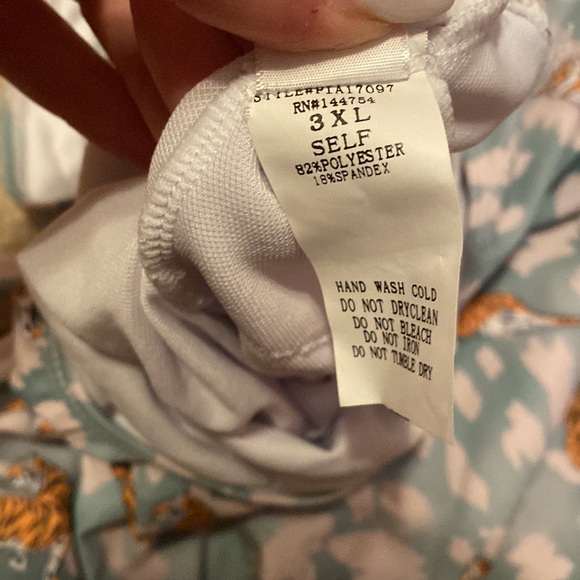 STYLE#PIA17097
RN#144754
3XL
SELF
82%POLYESTER
18%SPANDEX
HAND WASH COLD
DO NOT DRYCLEAN
DO NOT BLEACH
DO NOT IRON
DO NOT TUMBLE DRY